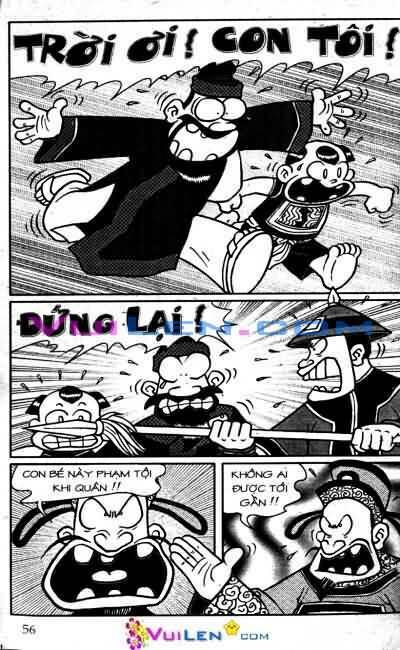 TRỜI ƠI! CON TÔI!
ĐỨNG LẠI!
VUILEN.COM
CON BÉ NÀY PHẠM TỘI
KHI QUÂN!!
KHÔNG AI
ĐƯỢC TỚI
GẦN!!
56
VUILEN.COM